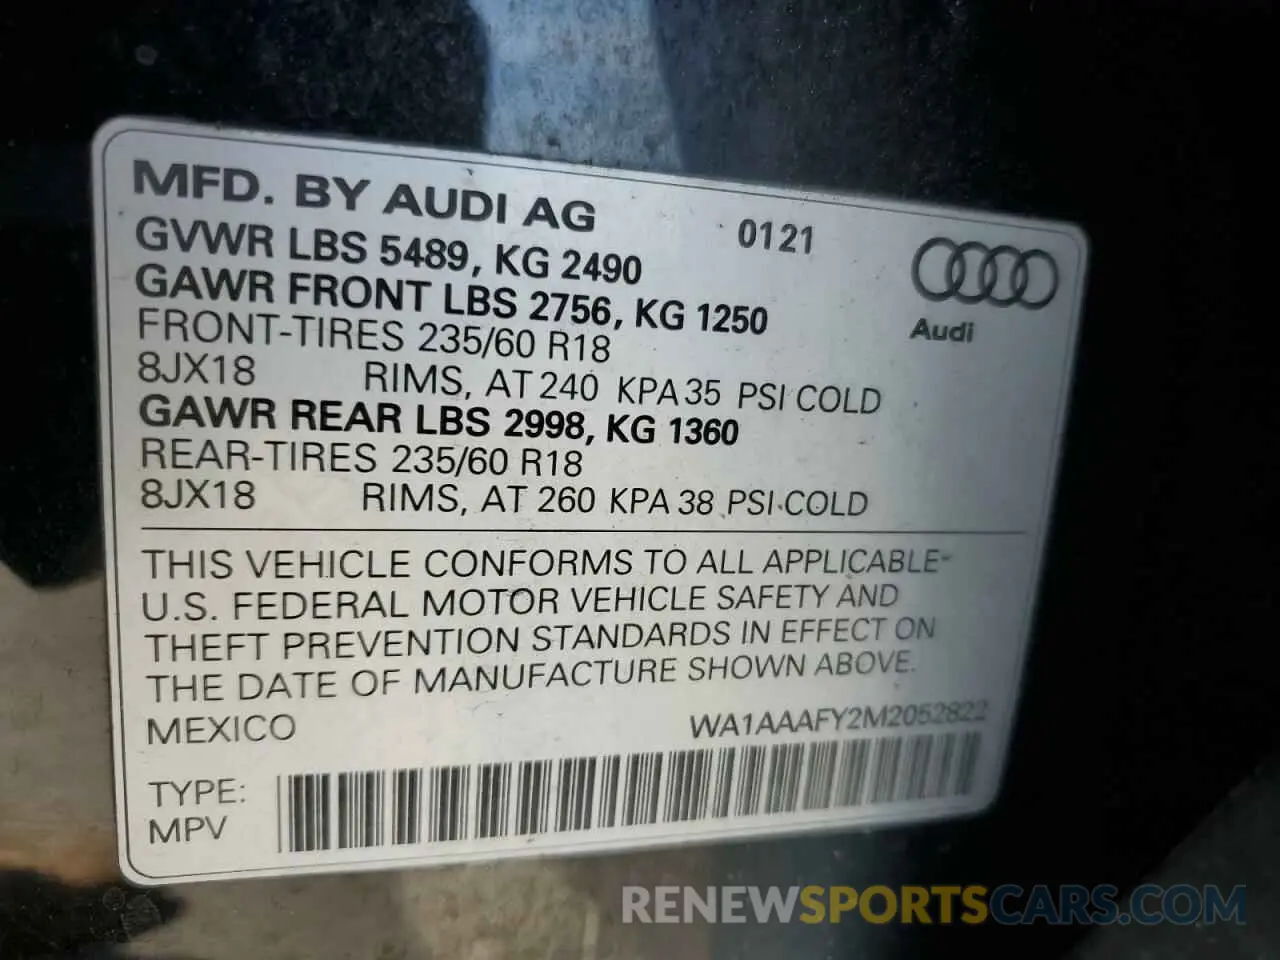 MFD. BY AUDI AG 0121
GVWR LBS 5489, KG 2490
GAWR FRONT LBS 2756, KG 1250
Audi
FRONT-TIRES 235/60 R18
8JX18 RIMS, AT 240 KPA 35 PSI COLD
GAWR REAR LBS 2998, KG 1360
REAR-TIRES 235/60 R18
8JX18 RIMS, AT 260 KPA 38 PSI COLD
THIS VEHICLE CONFORMS TO ALL APPLICABLE
U.S. FEDERAL MOTOR VEHICLE SAFETY AND
THEFT PREVENTION STANDARDS IN EFFECT ON
THE DATE OF MANUFACTURE SHOWN ABOVE.
MEXICO WA1AAAFY2M2052822
TYPE:
MPV
RENEWSPORTSCARS.COM